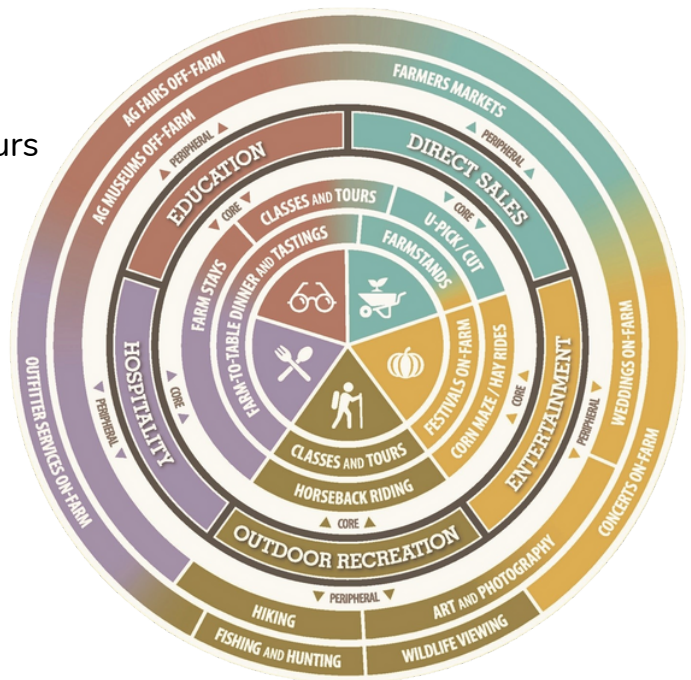 urs
AG FAIRS OFF-FARM
FARMERS MARKETS
AG MUSEUMS OFF-FARM
PERIPHERAL
PERIPHERAL
EDUCATION
DIRECT SALES
CORE
CORE
CLASSES AND TOURS
U-PICK / CUT
FARM STAYS
FARM-TO-TABLE DINNER AND TASTINGS
FARMSTANDS
HOSPITALITY
CORE
PERIPHERAL
OUTFITTER SERVICES ON-FARM
FESTIVALS ON-FARM
CORN MAZE / HAY RIDES
CORE
ENTERTAINMENT
PERIPHERAL
WEDDINGS ON-FARM
CONCERTS ON-FARM
CLASSES AND TOURS
HORSEBACK RIDING
CORE
OUTDOOR RECREATION
PERIPHERAL
HIKING
ART AND PHOTOGRAPHY
FISHING AND HUNTING
WILDLIFE VIEWING